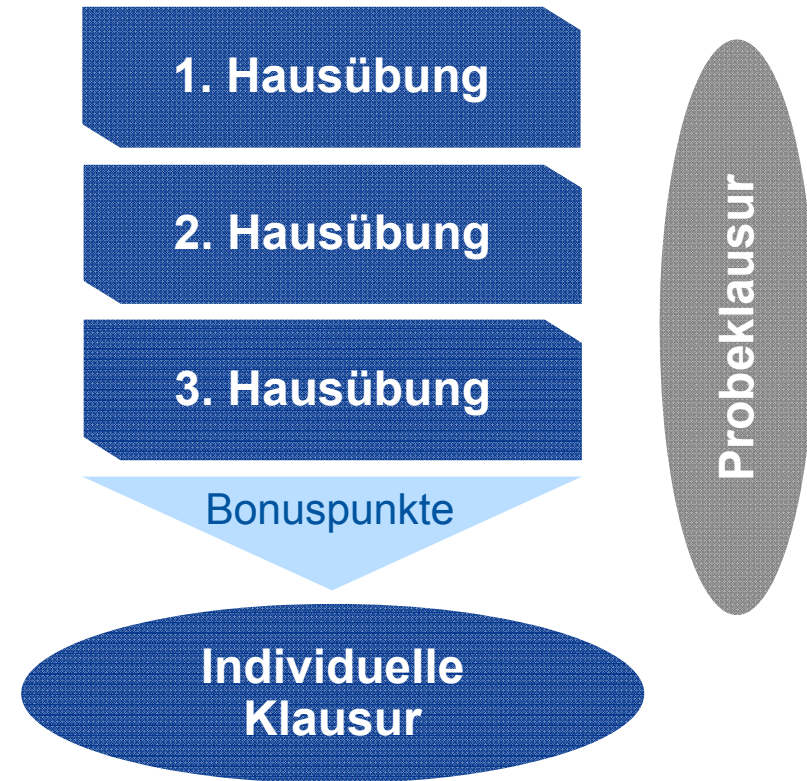 1. Hausübung
2. Hausübung
3. Hausübung
Bonuspunkte
Individuelle
Klausur
Probeklausur